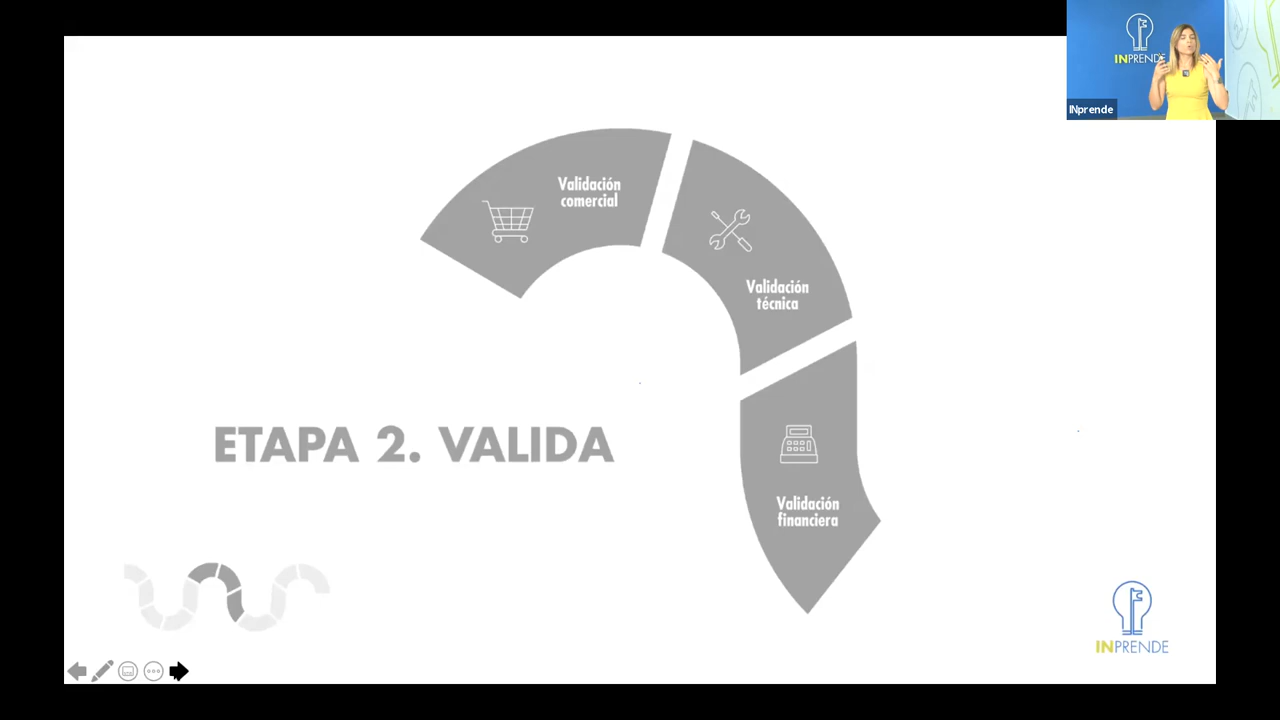 INPRENDE
INprende
Validación
comercial
Validación
técnica
Validación
financiera
ETAPA 2. VALIDA
INPRENDE